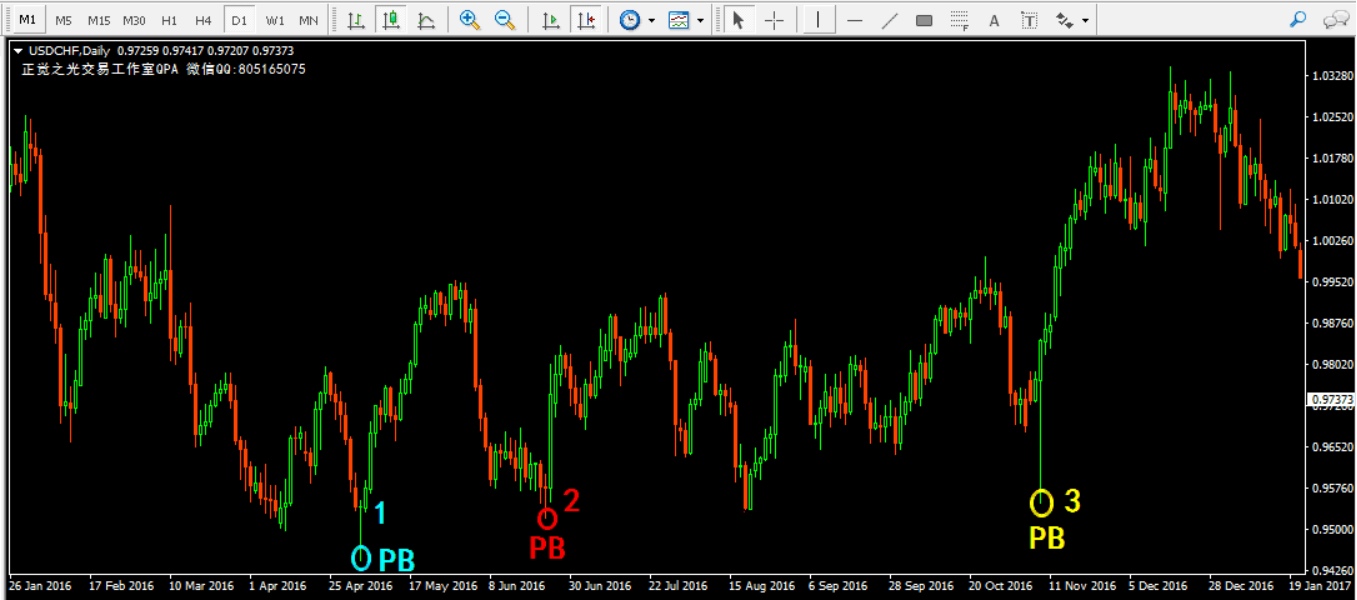 M1 M5 M15 M30 H1 H4 D1 W1 MN
USDCHF,Daily 0.97259 0.97417 0.97207 0.97373
正觉之光交易工作室QPA 微信QQ:805165075
1.03280
1.02520
1.01780
1.01020
1.00260
0.99520
0.98760
0.98020
0.97373
0.97260
0.96520
0.95760
0.95000
0.94260
1
PB
2
PB
3
PB
26 Jan 2016 17 Feb 2016 10 Mar 2016 1 Apr 2016 25 Apr 2016 17 May 2016 8 Jun 2016 30 Jun 2016 22 Jul 2016 15 Aug 2016 6 Sep 2016 28 Sep 2016 20 Oct 2016 11 Nov 2016 5 Dec 2016 28 Dec 2016 19 Jan 2017